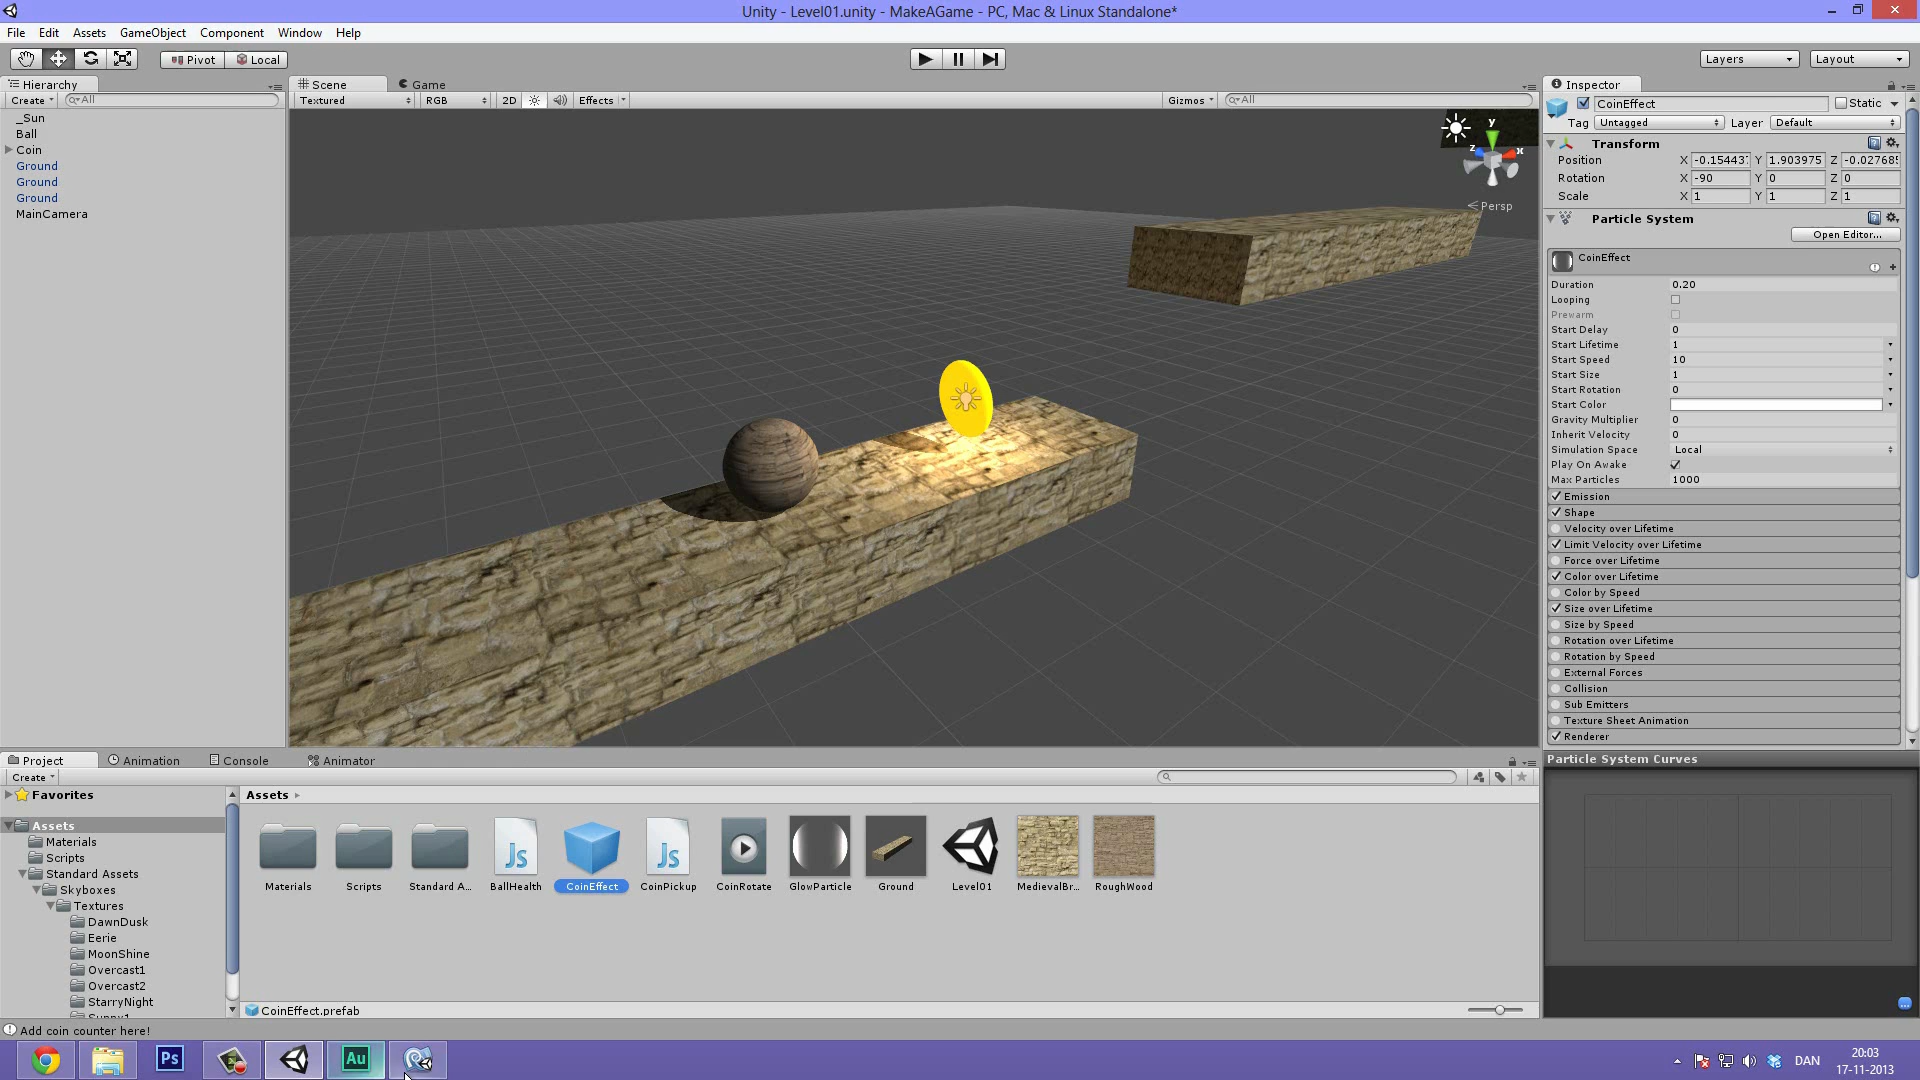 Unity - Level01.unity - MakeAGame - PC, Mac & Linux Standalone*
File Edit Assets GameObject Component Window Help
Pivot Local Layers Layout
Hierarchy
Create All
_Sun
Ball
Coin
Ground
Ground
Ground
MainCamera
Scene Game
Textured RGB 2D Effects Gizmos All
y
z x
Persp
Inspector
CoinEffect Static
Tag Untagged Layer Default
Transform
Position X -0.15443 Y 1.903975 Z -0.02768
Rotation X -90 Y 0 Z 0
Scale X 1 Y 1 Z 1
Particle System
Open Editor...
CoinEffect
Duration 0.20
Looping
Prewarm
Start Delay 0
Start Lifetime 1
Start Speed 10
Start Size 1
Start Rotation 0
Start Color
Gravity Multiplier 0
Inherit Velocity 0
Simulation Space Local
Play On Awake
Max Particles 1000
Emission
Shape
Velocity over Lifetime
Limit Velocity over Lifetime
Force over Lifetime
Color over Lifetime
Color by Speed
Size over Lifetime
Size by Speed
Rotation over Lifetime
Rotation by Speed
External Forces
Collision
Sub Emitters
Texture Sheet Animation
Renderer
Particle System Curves
Project Animation Console Animator
Create
Favorites
Assets
Materials
Scripts
Standard Assets
Skyboxes
Textures
DawnDusk
Eerie
MoonShine
Overcast1
Overcast2
StarryNight
Sunny1
Assets
Js Js
Materials Scripts Standard A... BallHealth CoinEffect CoinPickup CoinRotate GlowParticle Ground Level01 MedievalBr... RoughWood
CoinEffect.prefab
Add coin counter here!
Ps Au
DAN
20:03
17-11-2013